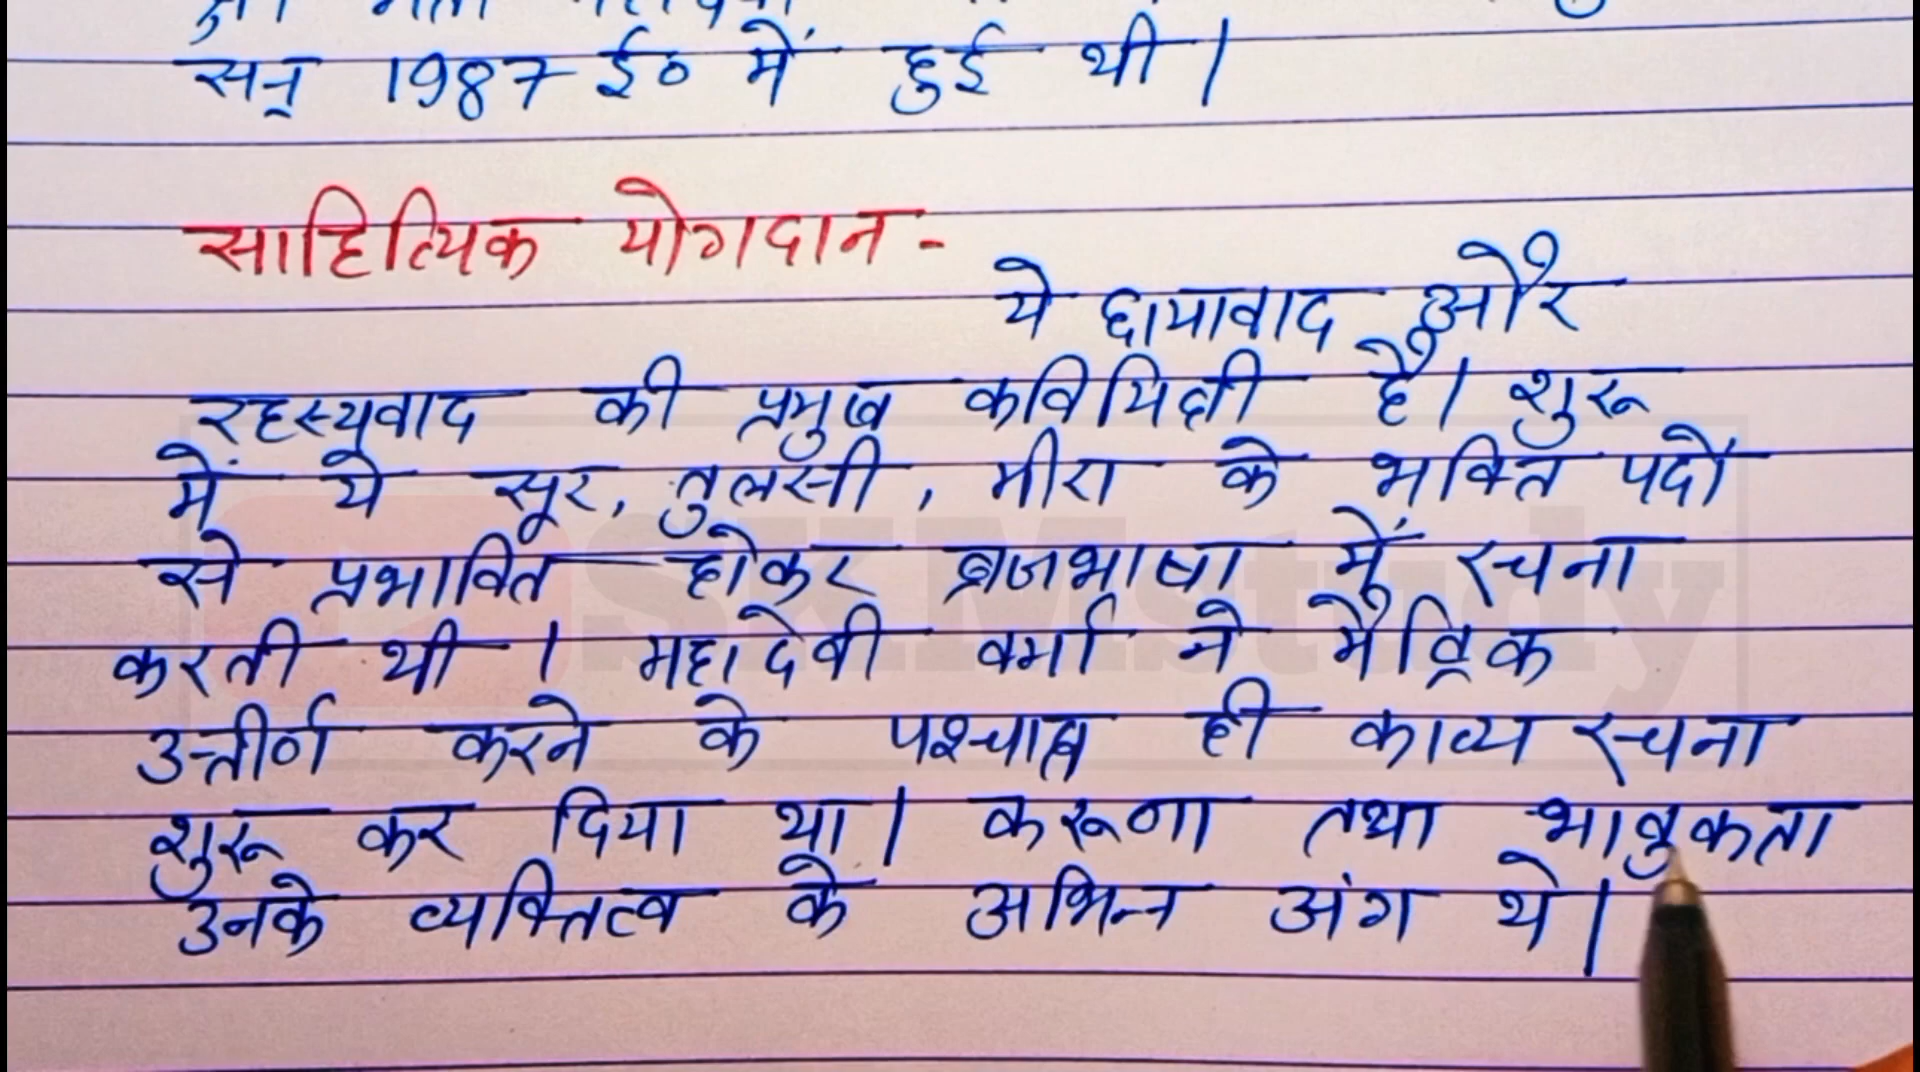 सन् 1987 ई० में हुई थी।
साहित्यिक योगदान -
ये छायावाद और
रहस्यवाद की प्रमुख कवियित्री है। शुरू
में ये सूर, तुलसी, मीरा के भक्ति पदों
से प्रभावित होकर ब्रजभाषा में रचना
करती थी। महादेवी वर्मा ने मैट्रिक
उत्तीर्ण करने के पश्चात ही काव्य रचना
शुरू कर दिया था। करूणा तथा भावुकता
उनके व्यक्तित्व के अभिन्न अंग थे।
SKMstudy